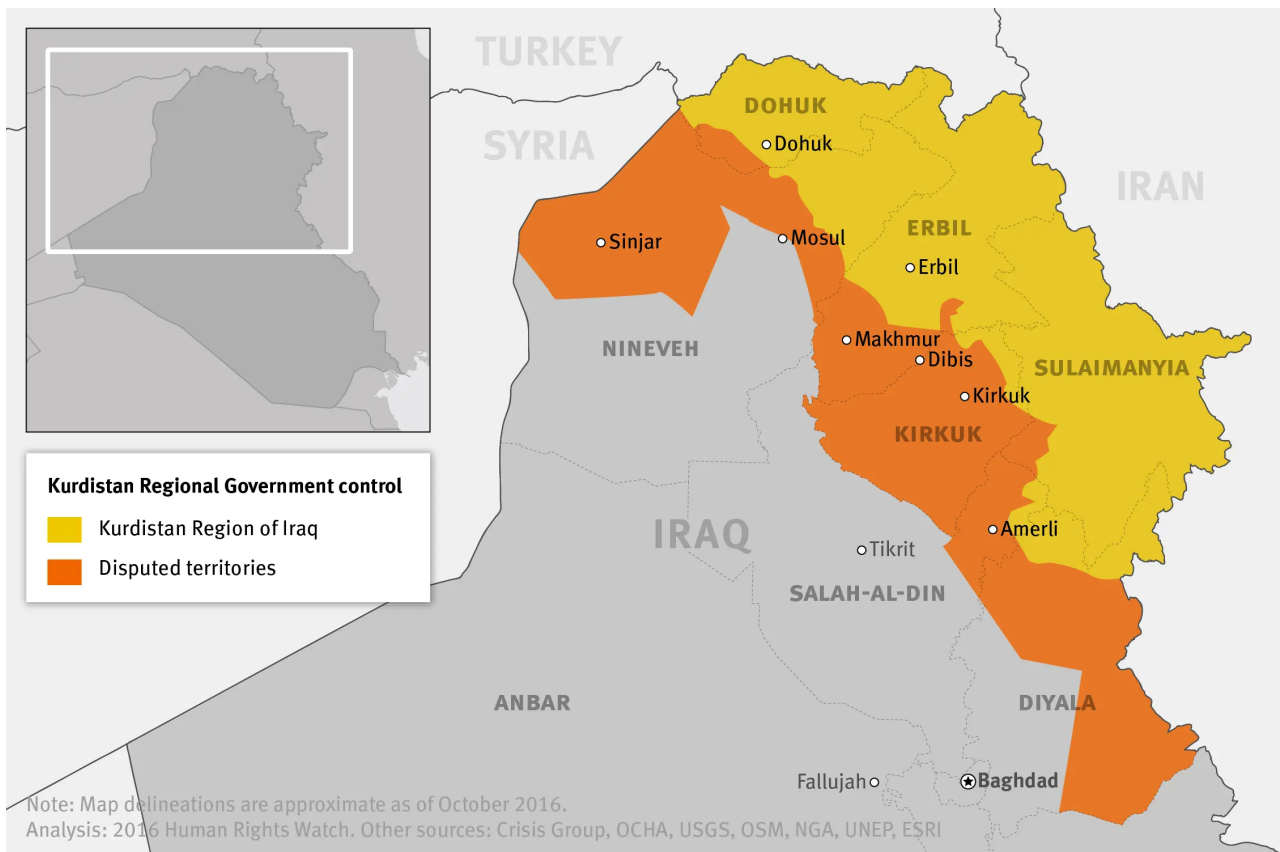 TURKEY
DOHUK
SYRIA
Dohuk
IRAN
ERBIL
Sinjar
Mosul
Erbil
NINEVEH
Makhmur
Dibis
SULAIMANYIA
Kirkuk
KIRKUK
Kurdistan Regional Government control
Kurdistan Region of Iraq
Disputed territories
IRAQ
Amerli
Tikrit
SALAH-AL-DIN
ANBAR
DIYALA
Fallujah
Baghdad
Note: Map delineations are approximate as of October 2016.
Analysis: 2016 Human Rights Watch. Other sources: Crisis Group, OCHA, USGS, OSM, NGA, UNEP, ESRI